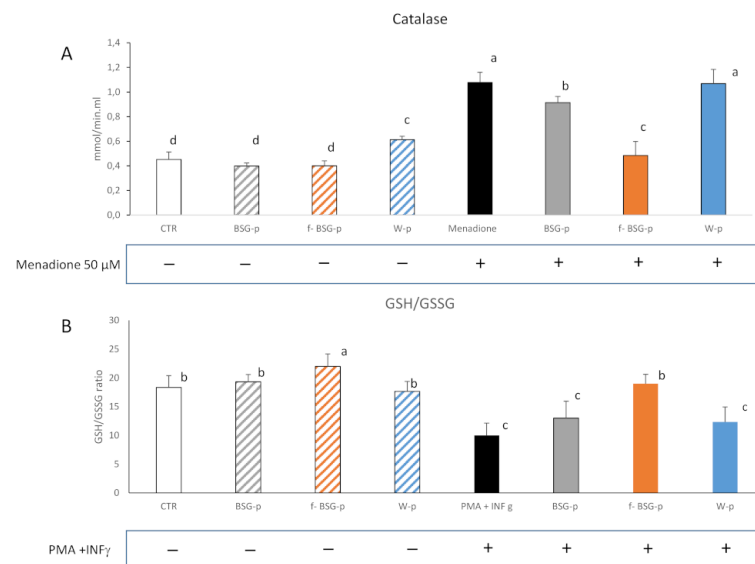 Catalase
A
mmol/min.ml
1,4
1,2
1,0
0,8
0,6
0,4
0,2
0,0
d
d
d
c
a
b
c
a
CTR BSG-p f- BSG-p W-p Menadione BSG-p f- BSG-p W-p
Menadione 50 µM − − − − + + + +
GSH/GSSG
B
GSH/GSSG ratio
30
25
20
15
10
5
0
b
b
a
b
c
c
b
c
CTR BSG-p f- BSG-p W-p PMA + INF g BSG-p f- BSG-p W-p
PMA +INFγ − − − − + + + +